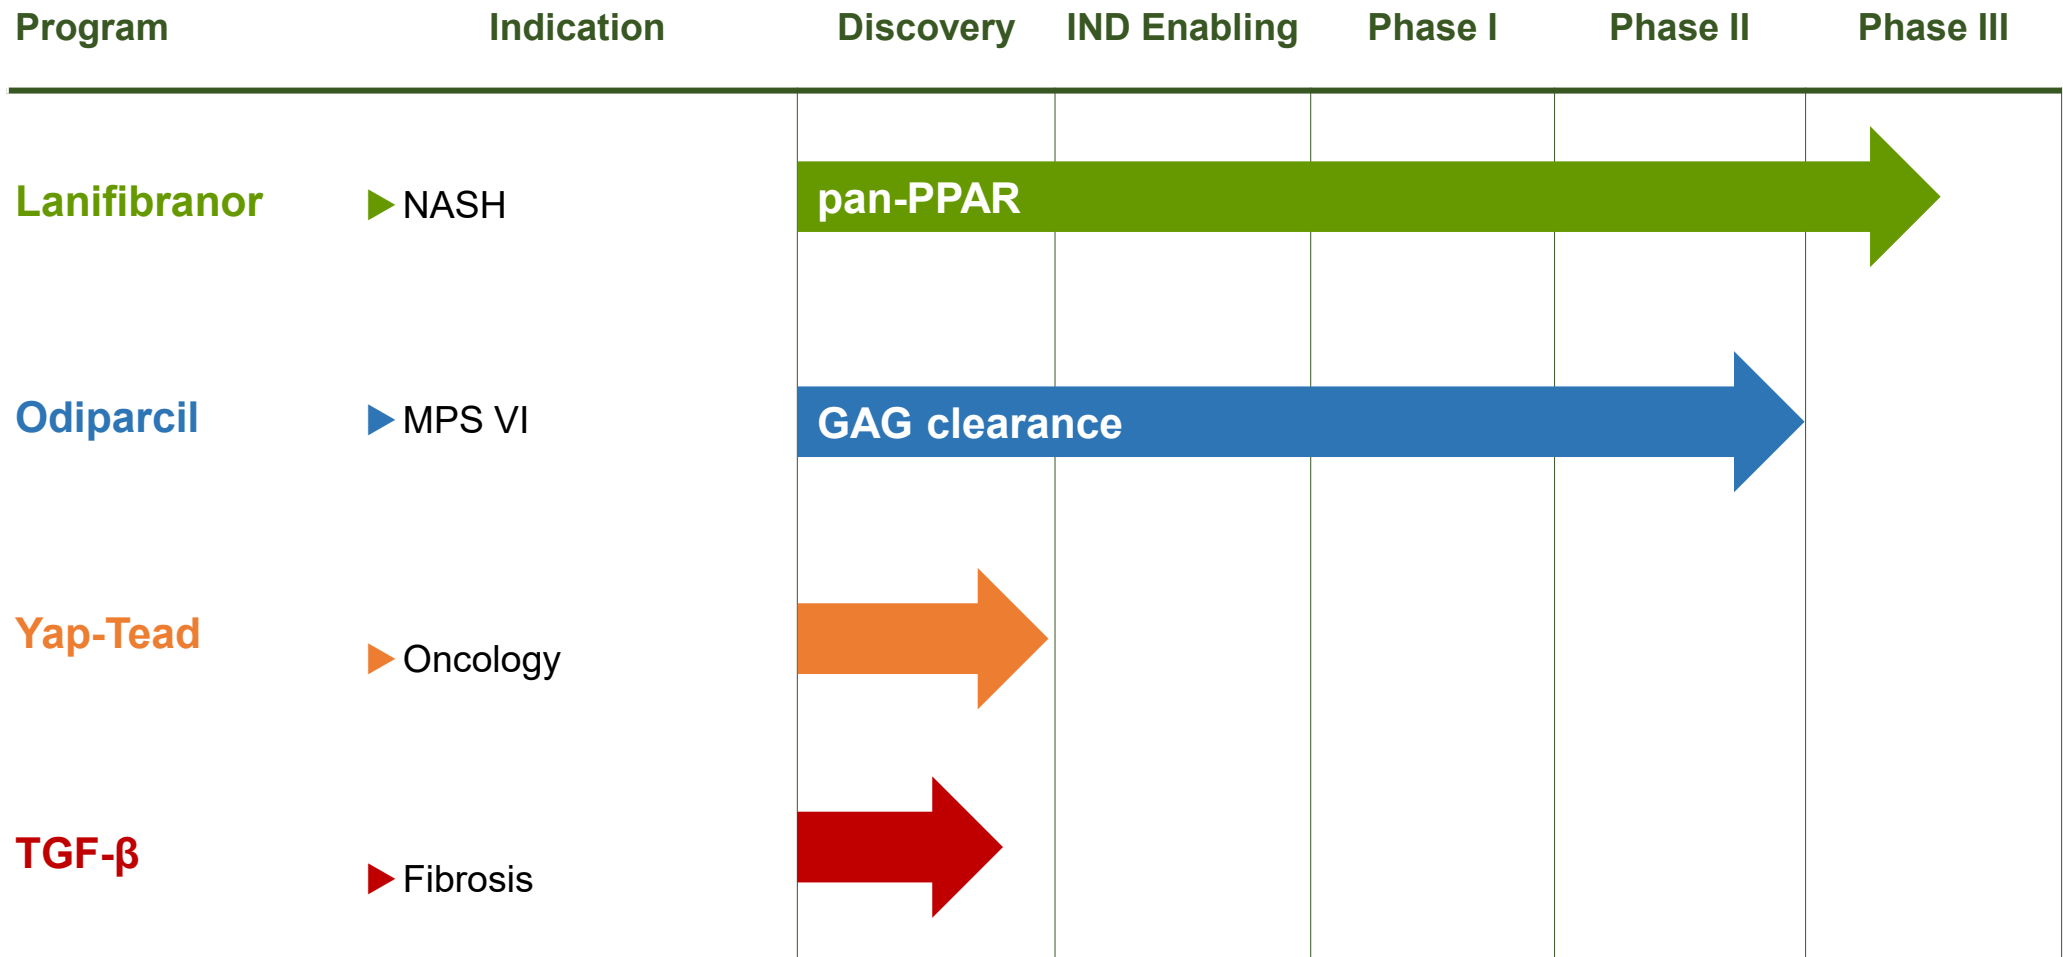 Program Indication Discovery IND Enabling Phase I Phase II Phase III
Lanifibranor NASH pan-PPAR
Odiparcil MPS VI GAG clearance
Yap-Tead Oncology
TGF-β Fibrosis